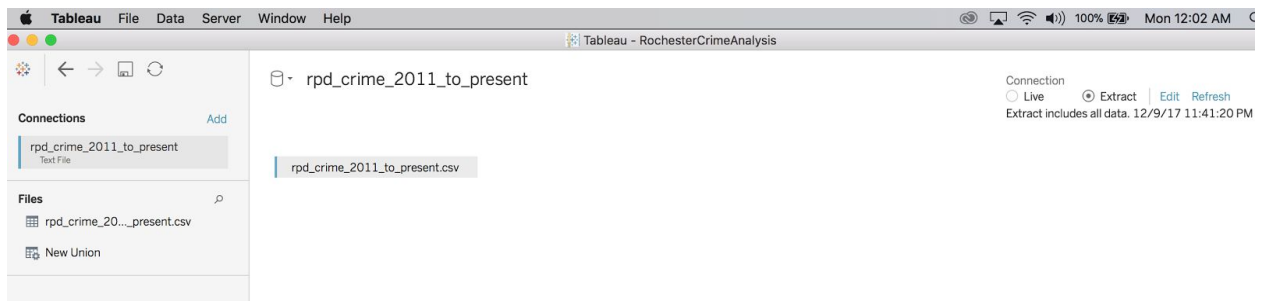 Tableau File Data Server Window Help 100% Mon 12:02 AM
Tableau - RochesterCrimeAnalysis
rpd_crime_2011_to_present
Connection
Live Extract Edit Refresh
Extract includes all data. 12/9/17 11:41:20 PM
Connections Add
rpd_crime_2011_to_present
Text File
rpd_crime_2011_to_present.csv
Files
rpd_crime_20..._present.csv
New Union